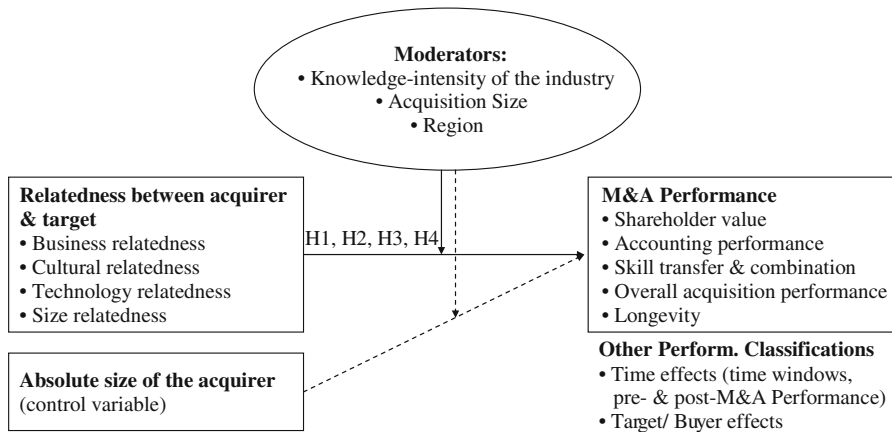 Moderators:
• Knowledge-intensity of the industry
• Acquisition Size
• Region
Relatedness between acquirer
& target
• Business relatedness
• Cultural relatedness
• Technology relatedness
• Size relatedness
H1, H2, H3, H4
M&A Performance
• Shareholder value
• Accounting performance
• Skill transfer & combination
• Overall acquisition performance
• Longevity
Absolute size of the acquirer
(control variable)
Other Perform. Classifications
• Time effects (time windows,
pre- & post-M&A Performance)
• Target/ Buyer effects